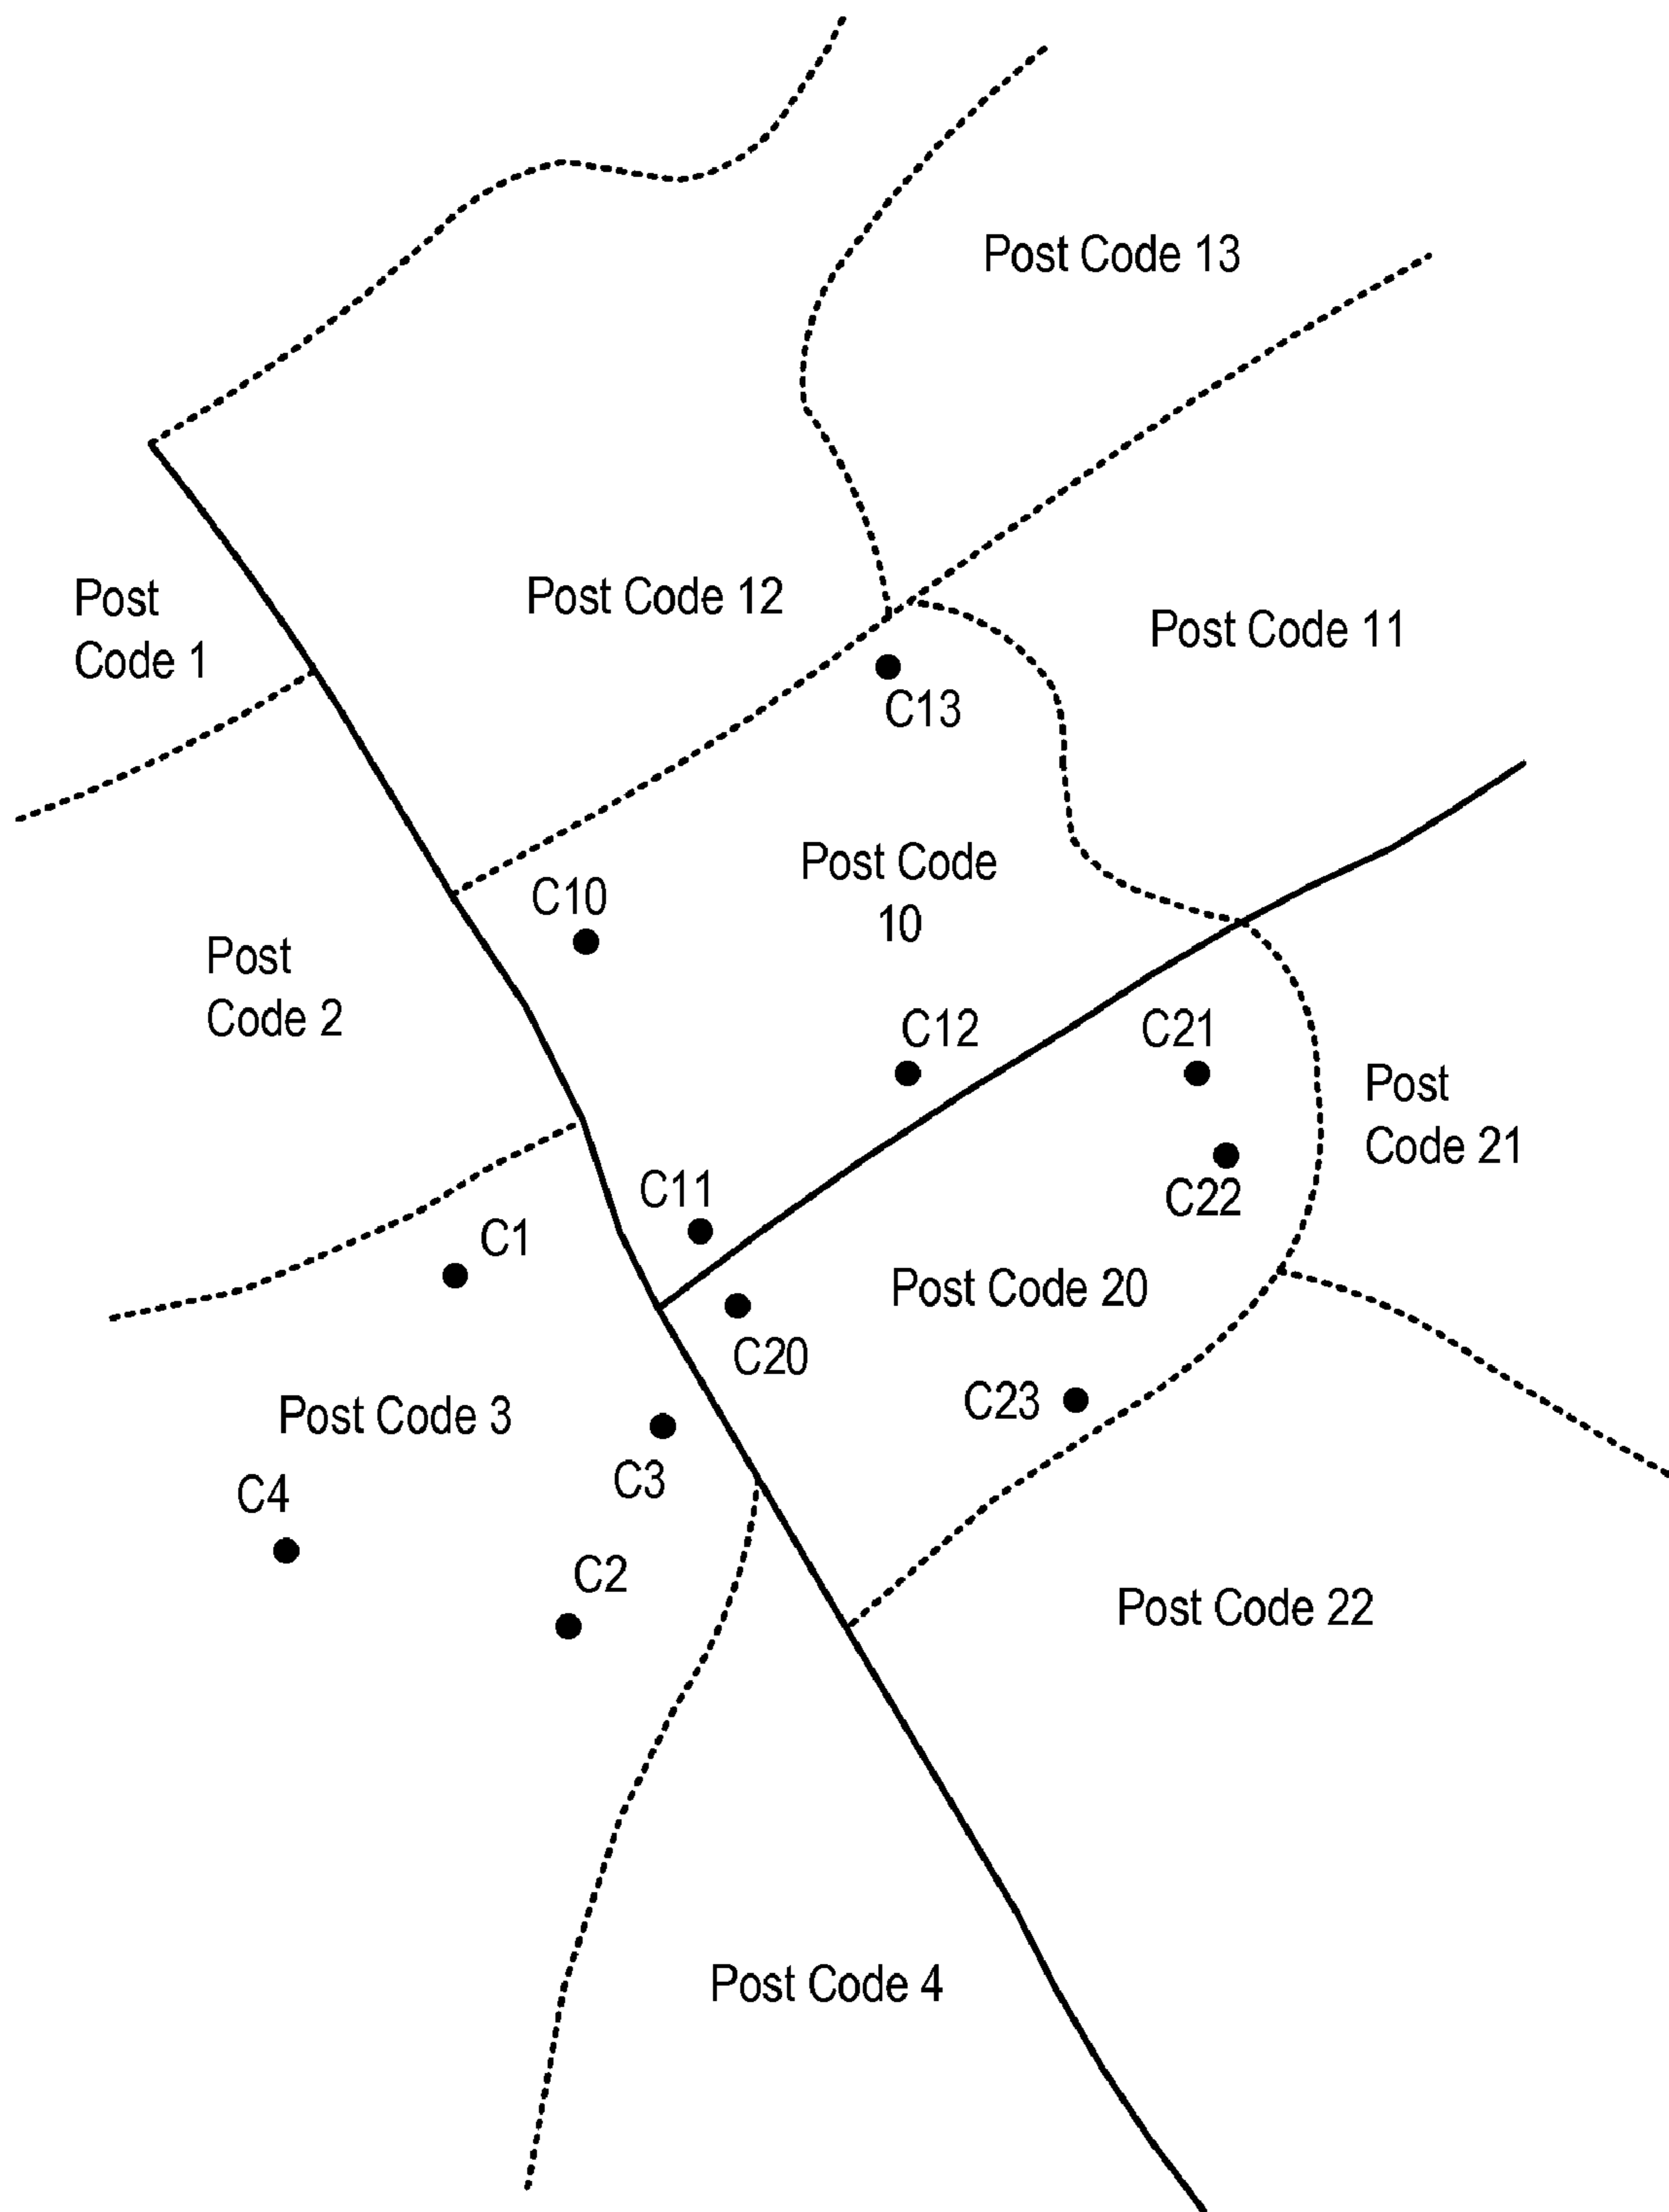 Post Code 13
Post
Code 1
Post Code 12
Post Code 11
C13
Post Code
10
C10
Post
Code 2
C12
C21
Post
Code 21
C22
C11
C1
Post Code 20
C20
C23
Post Code 3
C3
C4
C2
Post Code 22
Post Code 4